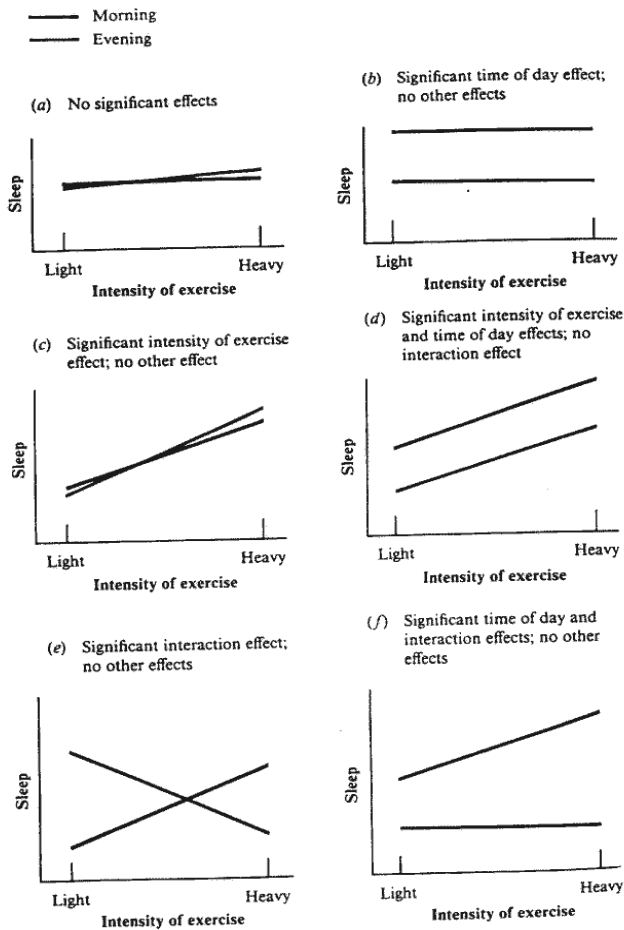 Morning
Evening
(a) No significant effects
Sleep
Light
Heavy
Intensity of exercise
(b) Significant time of day effect;
no other effects
Sleep
Light
Heavy
Intensity of exercise
(c) Significant intensity of exercise
effect; no other effect
Sleep
Light
Heavy
Intensity of exercise
(d) Significant intensity of exercise
and time of day effects; no
interaction effect
Sleep
Light
Heavy
Intensity of exercise
(e) Significant interaction effect;
no other effects
Sleep
Light
Heavy
Intensity of exercise
(f) Significant time of day and
interaction effects; no other
effects
Sleep
Light
Heavy
Intensity of exercise